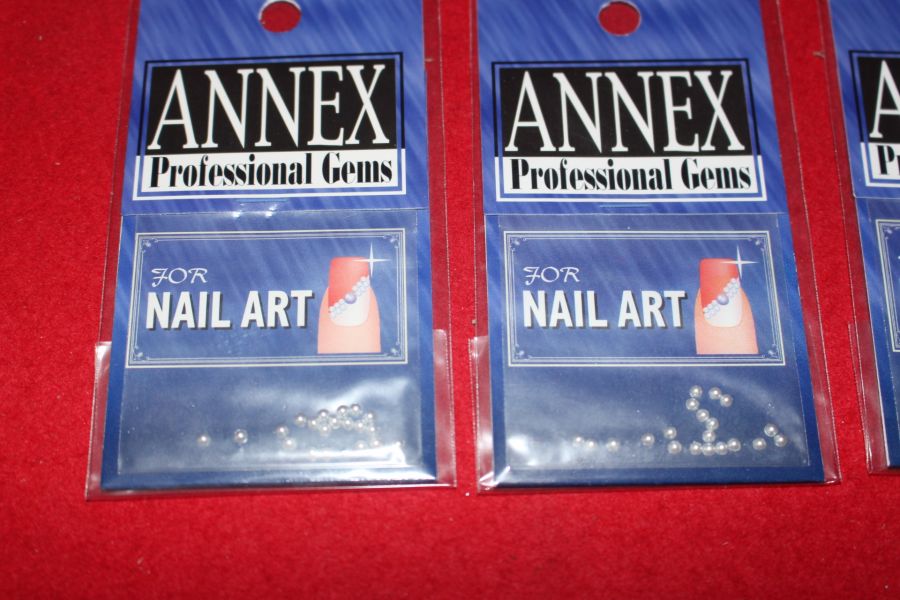 ANNEX
Professional Gems
FOR
NAIL ART
ANNEX
Professional Gems
FOR
NAIL ART